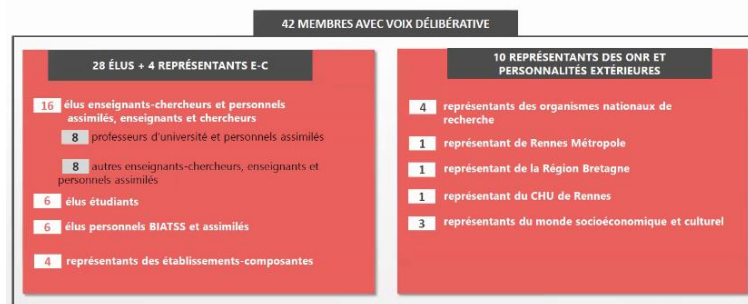 42 MEMBRES AVEC VOIX DÉLIBÉRATIVE
28 ÉLUS + 4 REPRÉSENTANTS E-C
16 élus enseignants-chercheurs et personnels
assimilés, enseignants et chercheurs
8 professeurs d'université et personnels assimilés
8 autres enseignants-chercheurs, enseignants et
personnels assimilés
6 élus étudiants
6 élus personnels BIATSS et assimilés
4 représentants des établissements-composantes
10 REPRÉSENTANTS DES ONR ET
PERSONNALITÉS EXTÉRIEURES
4 représentants des organismes nationaux de
recherche
1 représentant de Rennes Métropole
1 représentant de la Région Bretagne
1 représentant du CHU de Rennes
3 représentants du monde socioéconomique et culturel